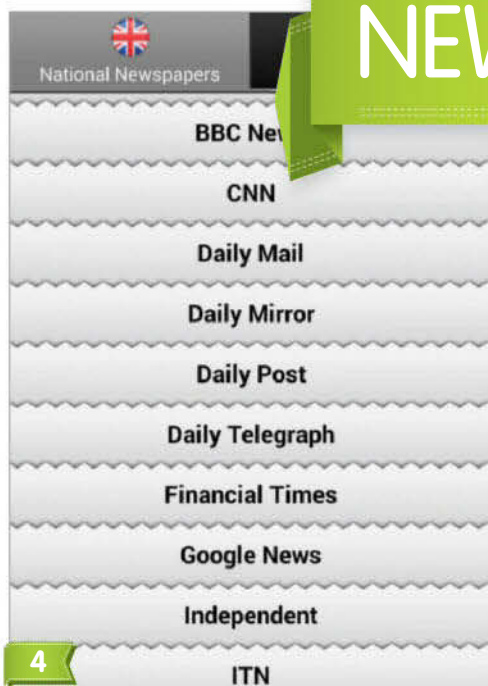 NEW
National Newspapers
BBC
CNN
Daily Mail
Daily Mirror
Daily Post
Daily Telegraph
Financial Times
Google News
Independent
4
ITN